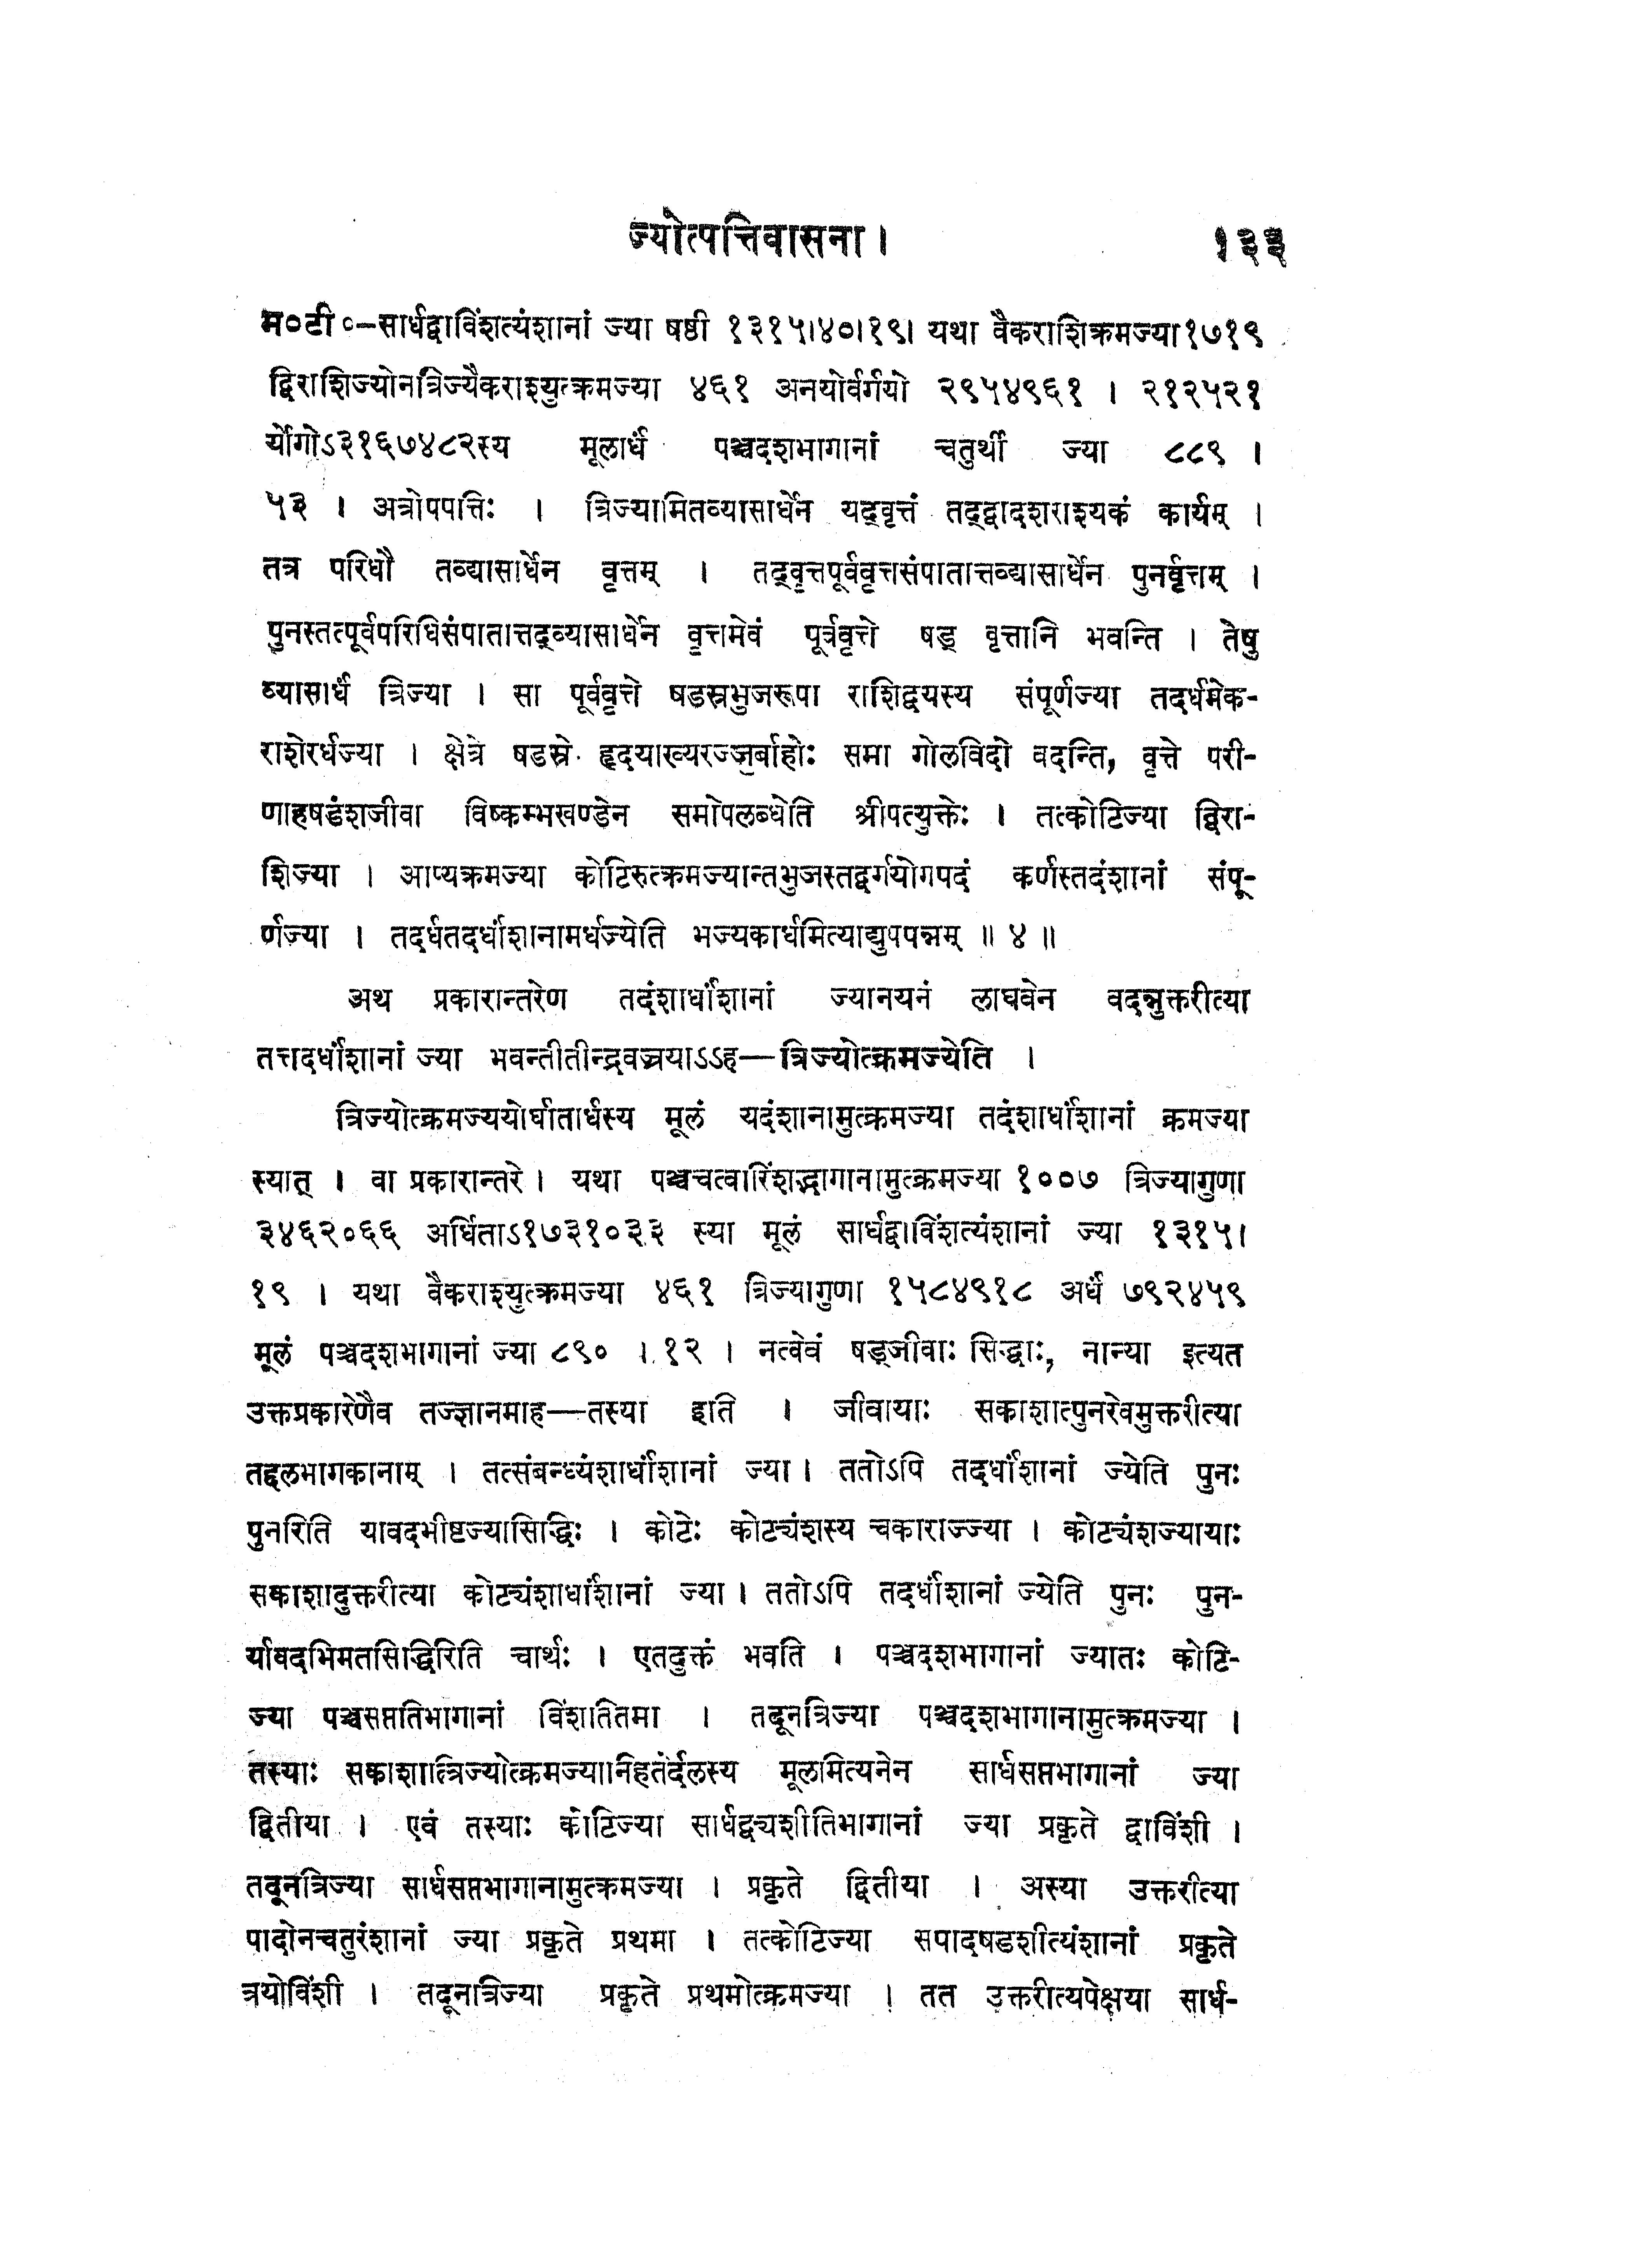 ज्योत्पत्तिवासना। १३३
म०टी०–सार्धद्वाविंशत्यंशानां ज्या षष्ठी १३१५।४०।१९। यथा वैकराशिक्रमज्या१७१९
द्विराशिज्योनत्रिज्यैकराश्युत्क्रमज्या ४६१ अनयोर्वर्गयो २९५४९६१ । २१२५२१
र्योगोऽ३१६७४८२स्य मूलार्धं पञ्चदशभागानां चतुर्थी ज्या ८८९ ।
५३ । अत्रोपपत्तिः । त्रिज्यामितव्यासार्धेन यद्वृत्तं तद्द्वादशराश्यकं कार्यम् ।
तत्र परिधौ तव्द्यासार्धेन वृत्तम् । तद्वृत्तपूर्ववृत्तसंपातात्तव्द्यासार्धेन पुनर्वृत्तम् ।
पुनस्तत्पूर्वपरिधिसंपातात्तद्व्यासार्धेन वृत्तमेवं पूर्ववृत्ते षड् वृत्तानि भवन्ति । तेषु
व्यासार्धं त्रिज्या । सा पूर्ववृत्ते षडस्रभुजरूपा राशिद्वयस्य संपूर्णज्या तदर्धमेक-
राशेरर्धज्या । क्षेत्रे षडस्रे हृदयाख्यरज्जुर्बाहोः समा गोलविदो वदन्ति, वृत्ते परी-
णाहषडंशजीवा विष्कम्भखण्डेन समोपलब्धेति श्रीपत्युक्तेः । तत्कोटिज्या द्विरा-
शिज्या । आप्यक्रमज्या कोटिरुत्क्रमज्यान्तभुजस्तद्वर्गयोगपदं कर्णस्तदंशानां संपू-
र्णज्या । तदर्धतदर्धांशानामर्धज्येति भज्यकार्धमित्याद्युपपन्नम् ॥ ४ ॥
अथ प्रकारान्तरेण तदंशार्धांशानां ज्यानयनं लाघवेन वदन्नुक्तरीत्या
तत्तदर्धांशानां ज्या भवन्तीतीन्द्रवज्रयाऽऽह—त्रिज्योत्क्रमज्येति ।
त्रिज्योत्क्रमज्ययोर्घातार्धस्य मूलं यदंशानामुत्क्रमज्या तदंशार्धांशानां क्रमज्या
स्यात् । वा प्रकारान्तरे । यथा पञ्चचत्वारिंशद्भागानामुत्क्रमज्या १००७ त्रिज्यागुणा
३४६२०६६ अर्धिताऽ१७३१०३३ स्या मूलं सार्धद्वाविंशत्यंशानां ज्या १३१५।
१९ । यथा वैकराश्युत्क्रमज्या ४६१ त्रिज्यागुणा १५८४९१८ अर्धं ७९२४५९
मूलं पञ्चदशभागानां ज्या ८९० । १२ । नत्वेवं षड्जीवाः सिद्धाः, नान्या इत्यत
उक्तप्रकारेणैव तज्ज्ञानमाह—तस्या इति । जीवायाः सकाशात्पुनरेवमुक्तरीत्या
तद्दलभागकानाम् । तत्संबन्ध्यंशार्धांशानां ज्या । ततोऽपि तदर्धांशानां ज्येति पुनः
पुनरिति यावदभीष्टज्यासिद्धिः । कोटेः कोट्यंशस्य चकाराज्ज्या । कोट्यंशज्यायाः
सकाशादुक्तरीत्या कोट्यंशार्धांशानां ज्या । ततोऽपि तदर्धांशानां ज्येति पुनः पुन-
र्यावदभिमतसिद्धिरिति चार्थः । एतदुक्तं भवति । पञ्चदशभागानां ज्यातः कोटि-
ज्या पञ्चसप्ततिभागानां विंशतितमा । तदूनत्रिज्या पञ्चदशभागानामुत्क्रमज्या ।
तस्याः सकाशात्त्रिज्योत्क्रमज्यानिहतेर्दलस्य मूलमित्यनेन सार्धसप्तभागानां ज्या
द्वितीया । एवं तस्याः कोटिज्या सार्धद्व्यशीतिभागानां ज्या प्रकृते द्वाविंशी ।
तदूनत्रिज्या सार्धसप्तभागानामुत्क्रमज्या । प्रकृते द्वितीया । अस्या उक्तरीत्या
पादोनचतुरंशानां ज्या प्रकृते प्रथमा । तत्कोटिज्या सपादषडशीत्यंशानां प्रकृते
त्रयोविंशी । तदूनत्रिज्या प्रकृते प्रथमोत्क्रमज्या । तत उक्तरीत्यपेक्षया सार्ध-